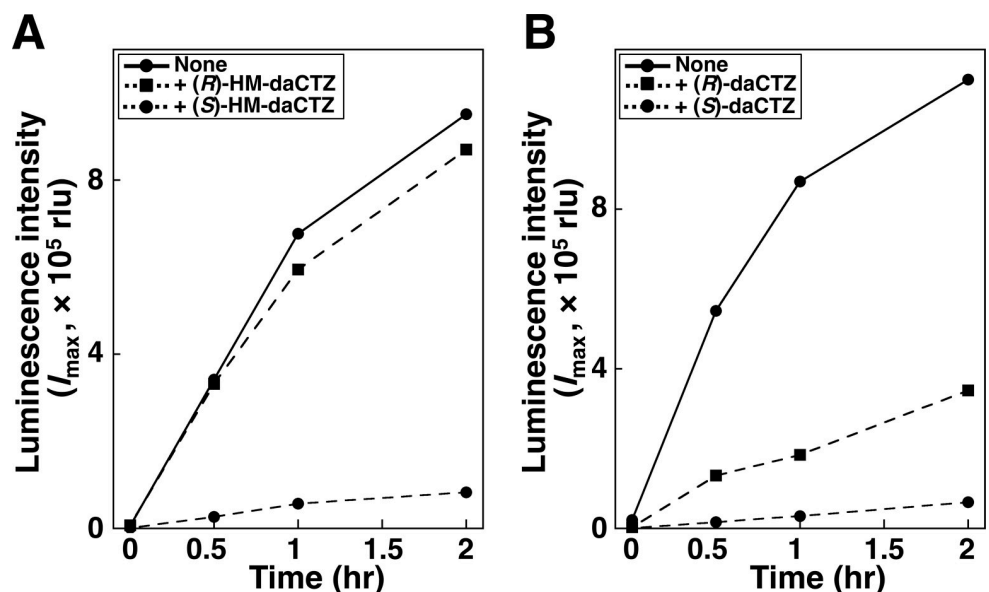 A
None
+ (R)-HM-daCTZ
+ (S)-HM-daCTZ
Luminescence intensity
(Imax, × 10⁵ rlu)
8
4
0
0 0.5 1 1.5 2
Time (hr)
B
None
+ (R)-daCTZ
+ (S)-daCTZ
Luminescence intensity
(Imax, × 10⁵ rlu)
8
4
0
0 0.5 1 1.5 2
Time (hr)